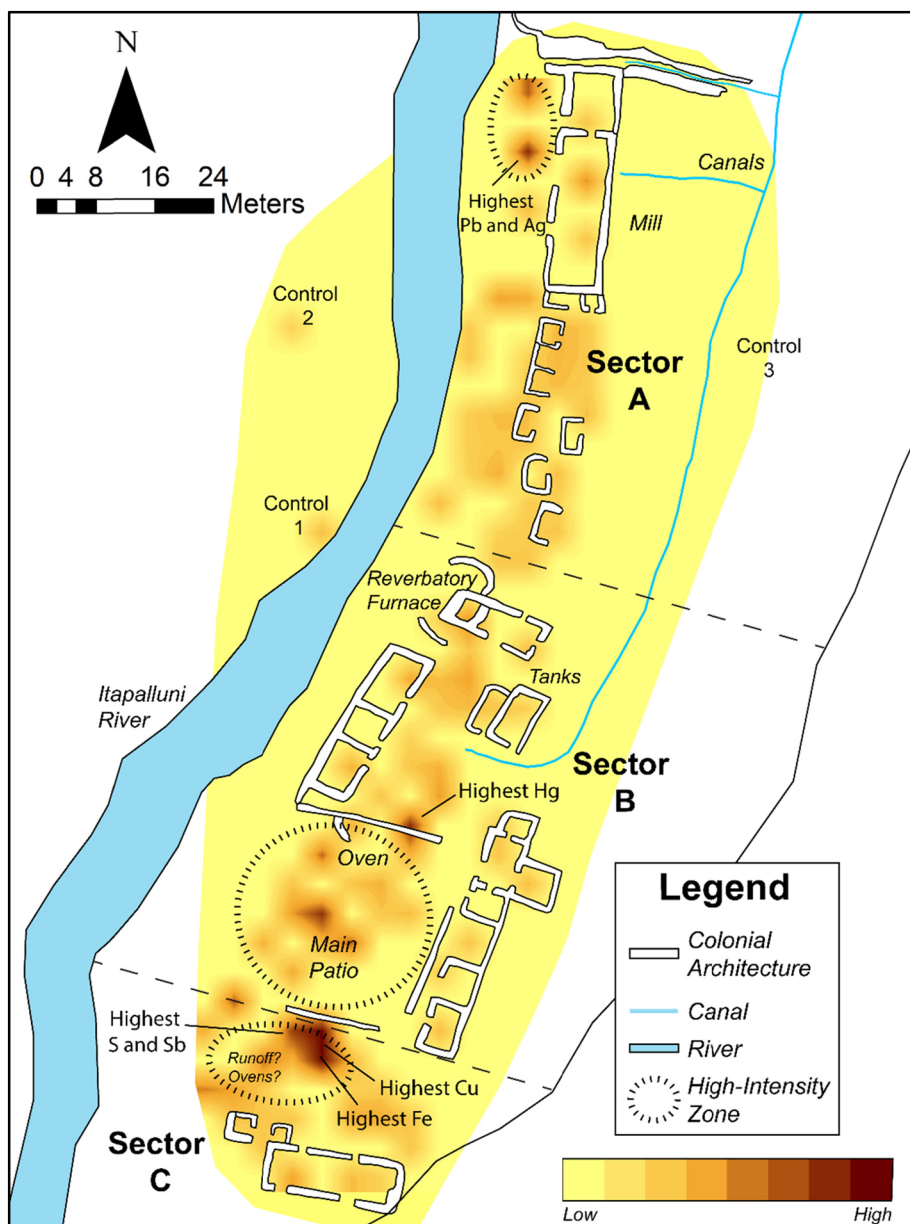 N
0 4 8 16 24
Meters
Highest
Pb and Ag
Canals
Mill
Control
2
Sector
A
Control
3
Control
1
Reverbatory
Furnace
Itapalluni
River
Tanks
Sector
B
Highest Hg
Oven
Main
Patio
Highest
S and Sb
Runoff?
Ovens?
Highest Cu
Highest Fe
Sector
C
Legend
Colonial
Architecture
Canal
River
High-Intensity
Zone
Low
High